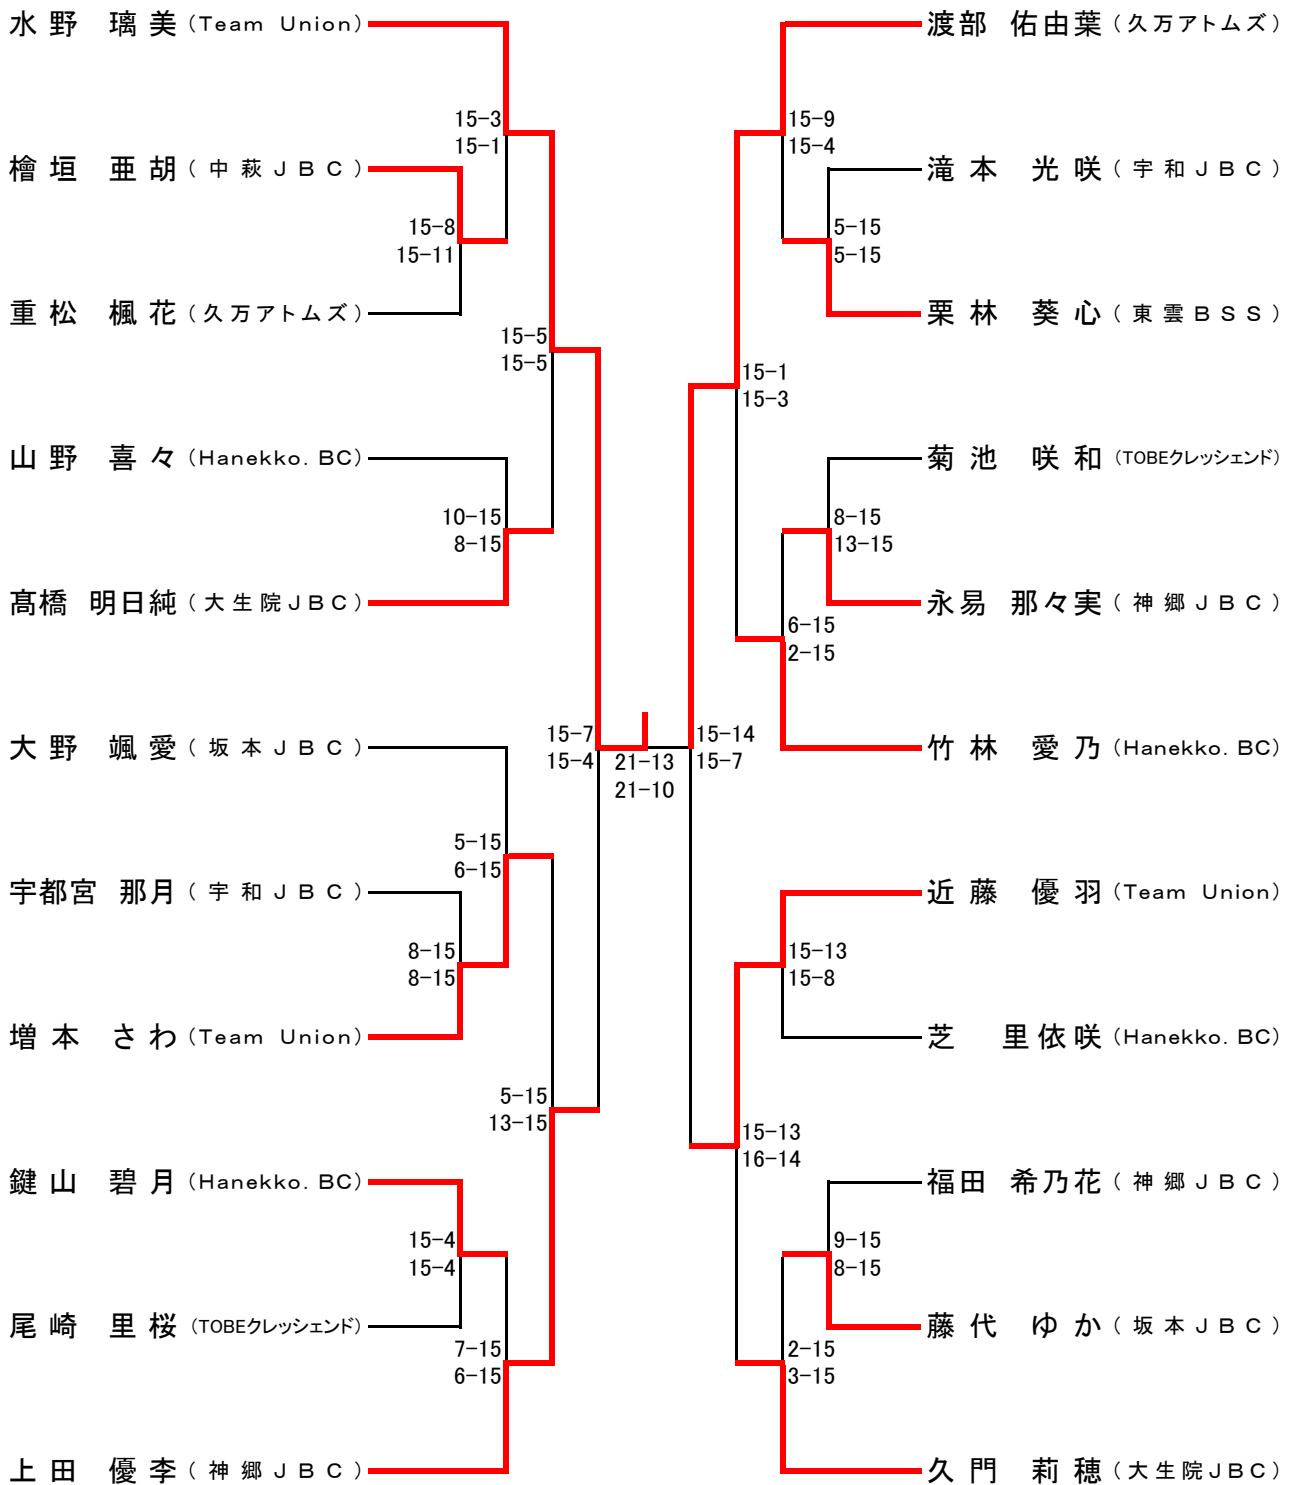 水野 璃美 (Team Union)
15-3
15-1
檜垣 亜胡 (中萩JBC)
15-8
15-11
重松 楓花 (久万アトムズ)
15-5
15-5
山野 喜々 (Hanekko. BC)
10-15
8-15
髙橋 明日純 (大生院JBC)
大野 颯愛 (坂本JBC)
15-7
15-4
5-15
6-15
宇都宮 那月 (宇和JBC)
8-15
8-15
増本 さわ (Team Union)
5-15
13-15
鍵山 碧月 (Hanekko. BC)
15-4
15-4
尾崎 里桜 (TOBEクレッシェンド)
7-15
6-15
上田 優李 (神郷JBC)
21-13
21-10
渡部 佑由葉 (久万アトムズ)
15-9
15-4
滝本 光咲 (宇和JBC)
5-15
5-15
栗林 葵心 (東雲BSS)
15-1
15-3
菊池 咲和 (TOBEクレッシェンド)
8-15
13-15
永易 那々実 (神郷JBC)
6-15
2-15
竹林 愛乃 (Hanekko. BC)
15-14
15-7
近藤 優羽 (Team Union)
15-13
15-8
芝 里依咲 (Hanekko. BC)
15-13
16-14
福田 希乃花 (神郷JBC)
9-15
8-15
藤代 ゆか (坂本JBC)
2-15
3-15
久門 莉穂 (大生院JBC)